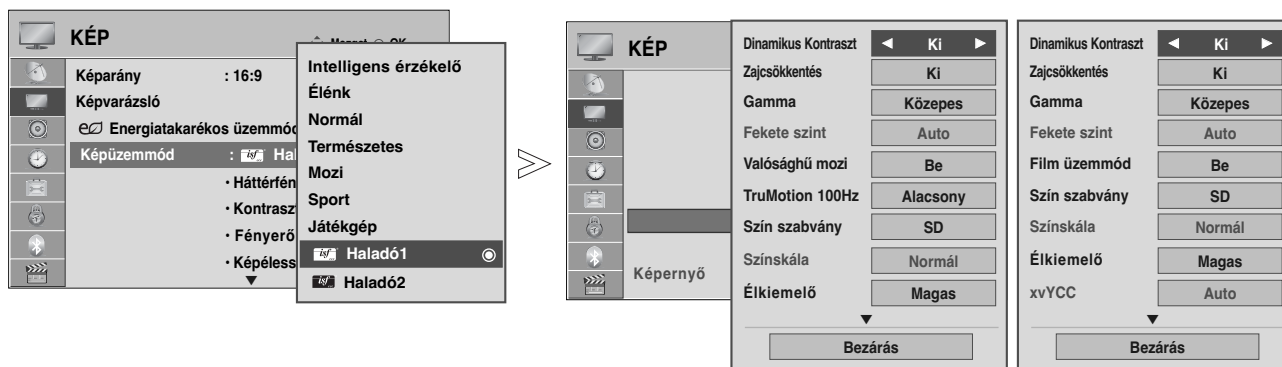 KÉP
Mozgat OK
Képarány : 16:9
Képvarázsló
Energiatakarékos üzemmód
Képüzemmód :
• Háttérfén
• Kontrasz
• Fényerő
• Képéless
▼
Intelligens érzékelő
Élénk
Normál
Természetes
Mozi
Sport
Játékgép
isf Haladó1
isf Haladó2
KÉP
Képernyő
Dinamikus Kontraszt ◀ Ki ▶
Zajcsökkentés Ki
Gamma Közepes
Fekete szint Auto
Valósághű mozi Be
TruMotion 100Hz Alacsony
Szín szabvány SD
Színskála Normál
Élkiemelő Magas
▼
Bezárás
Dinamikus Kontraszt ◀ Ki ▶
Zajcsökkentés Ki
Gamma Közepes
Fekete szint Auto
Film üzemmód Be
Szín szabvány SD
Színskála Normál
Élkiemelő Magas
xvYCC Auto
▼
Bezárás